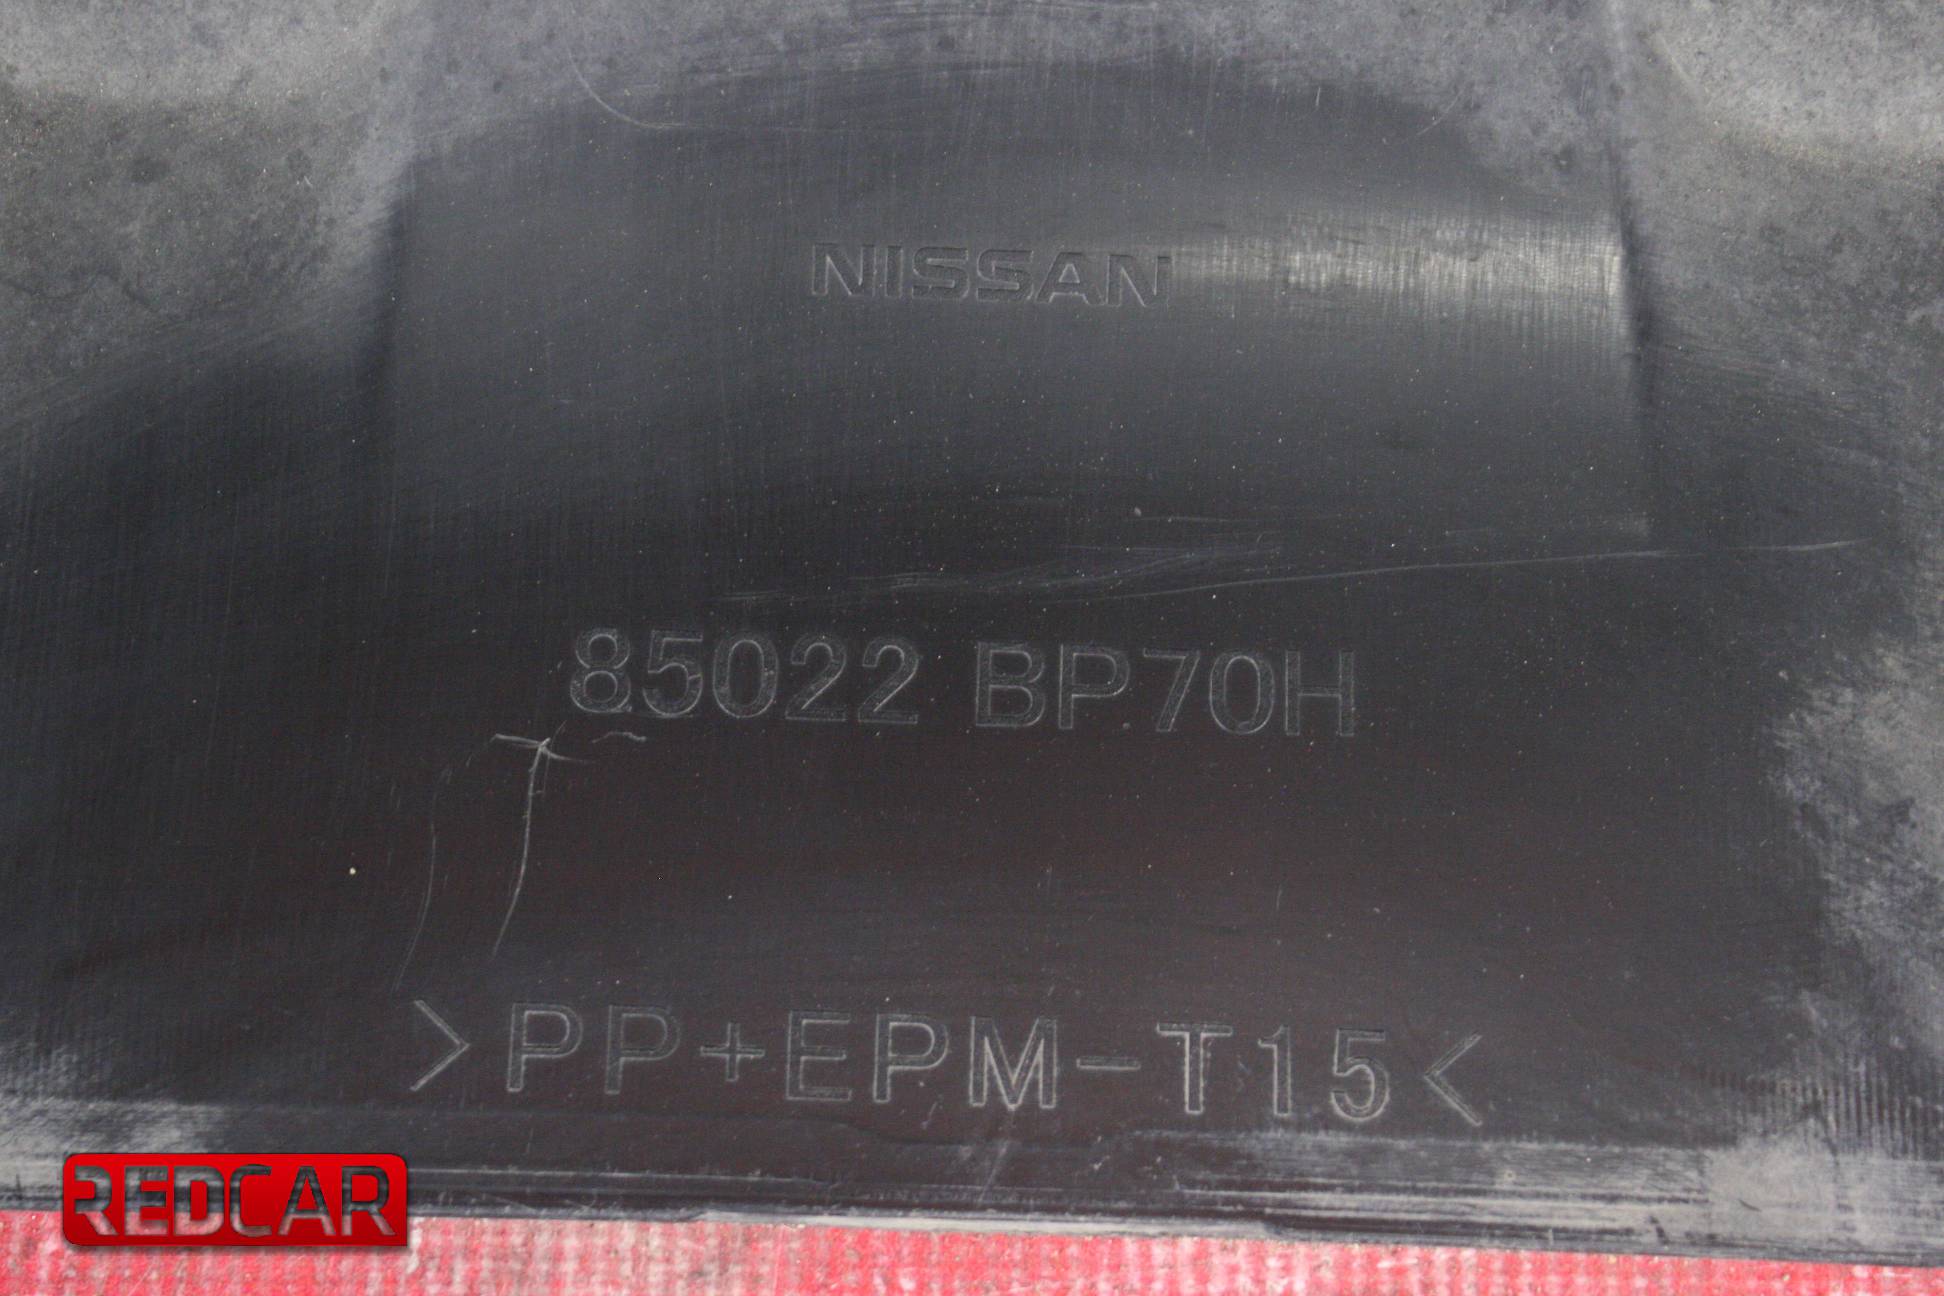 NISSAN
85022 BP70H
>PP+EPM-T15<
REDCAR